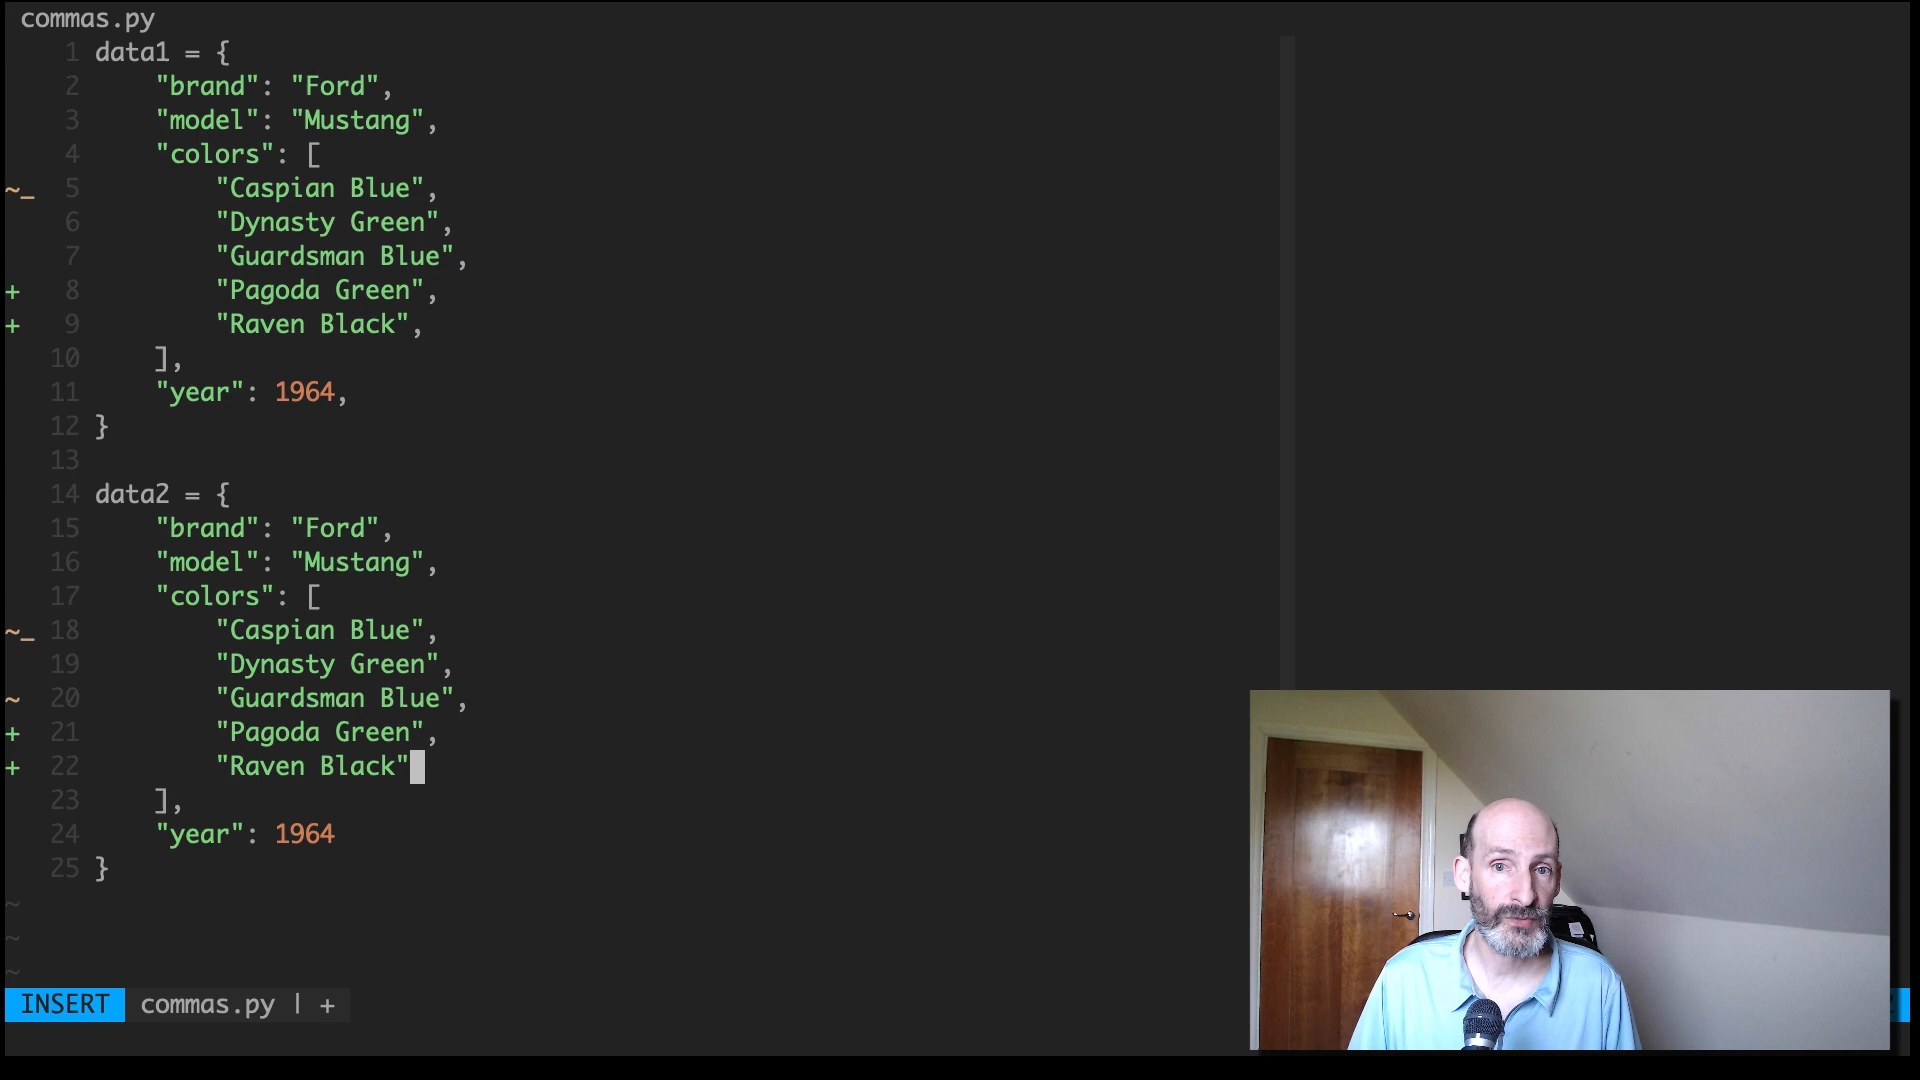 commas.py
1 data1 = {
2     "brand": "Ford",
3     "model": "Mustang",
4     "colors": [
~_ 5         "Caspian Blue",
6         "Dynasty Green",
7         "Guardsman Blue",
+ 8         "Pagoda Green",
+ 9         "Raven Black",
10     ],
11     "year": 1964,
12 }
13
14 data2 = {
15     "brand": "Ford",
16     "model": "Mustang",
17     "colors": [
~_ 18         "Caspian Blue",
19         "Dynasty Green",
~ 20         "Guardsman Blue",
+ 21         "Pagoda Green",
+ 22         "Raven Black"
23     ],
24     "year": 1964
25 }
~
~
~
INSERT commas.py | +